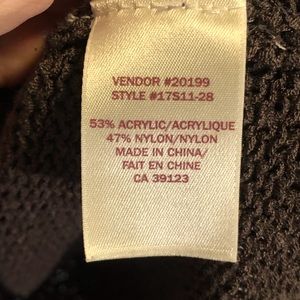 VENDOR #20199
STYLE #17S11-28
53% ACRYLIC/ACRYLIQUE
47% NYLON/NYLON
MADE IN CHINA/
FAIT EN CHINE
CA 39123